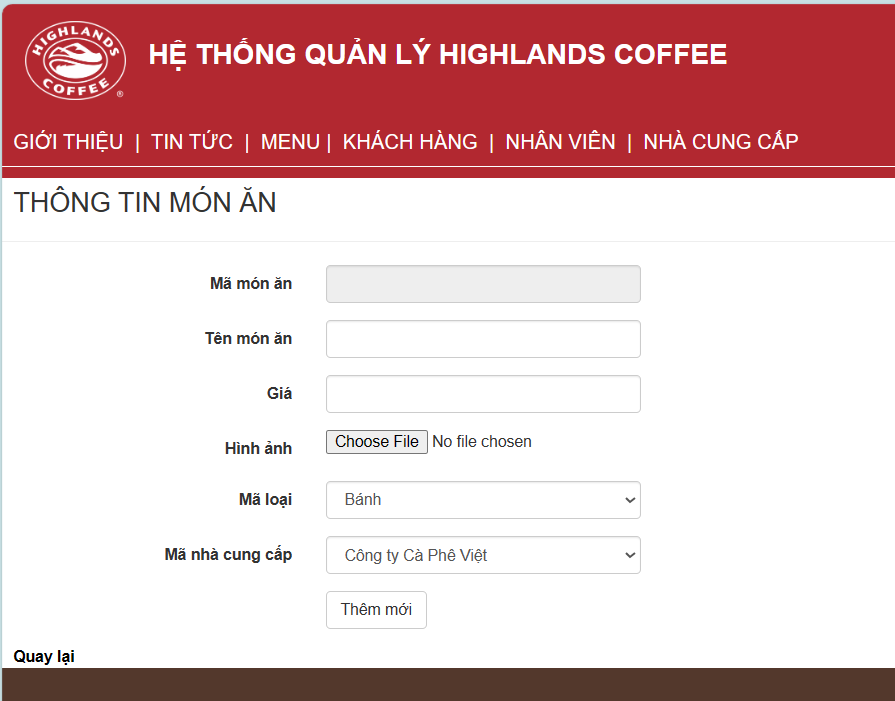 HIGHLANDS
COFFEE
®
HỆ THỐNG QUẢN LÝ HIGHLANDS COFFEE
GIỚI THIỆU | TIN TỨC | MENU | KHÁCH HÀNG | NHÂN VIÊN | NHÀ CUNG CẤP
THÔNG TIN MÓN ĂN
Mã món ăn
Tên món ăn
Giá
Hình ảnh Choose File No file chosen
Mã loại Bánh
Mã nhà cung cấp Công ty Cà Phê Việt
Thêm mới
Quay lại